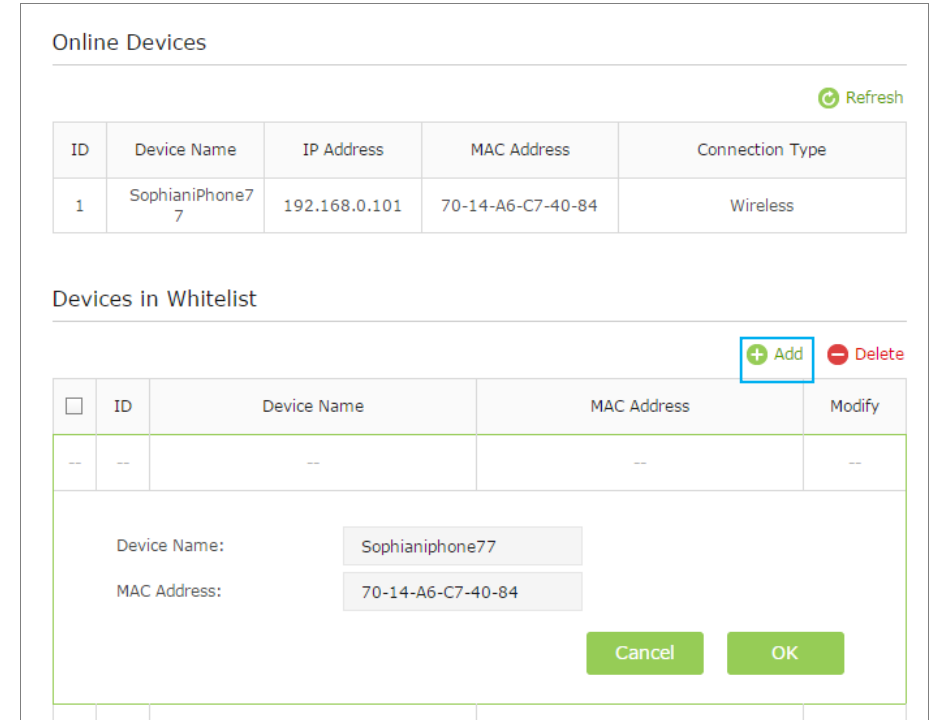 Online Devices
Refresh
ID Device Name IP Address MAC Address Connection Type
1 SophianiPhone7 192.168.0.101 70-14-A6-C7-40-84 Wireless
7
Devices in Whitelist
Add Delete
ID Device Name MAC Address Modify
-- -- -- -- --
Device Name: Sophianiphone77
MAC Address: 70-14-A6-C7-40-84
Cancel OK